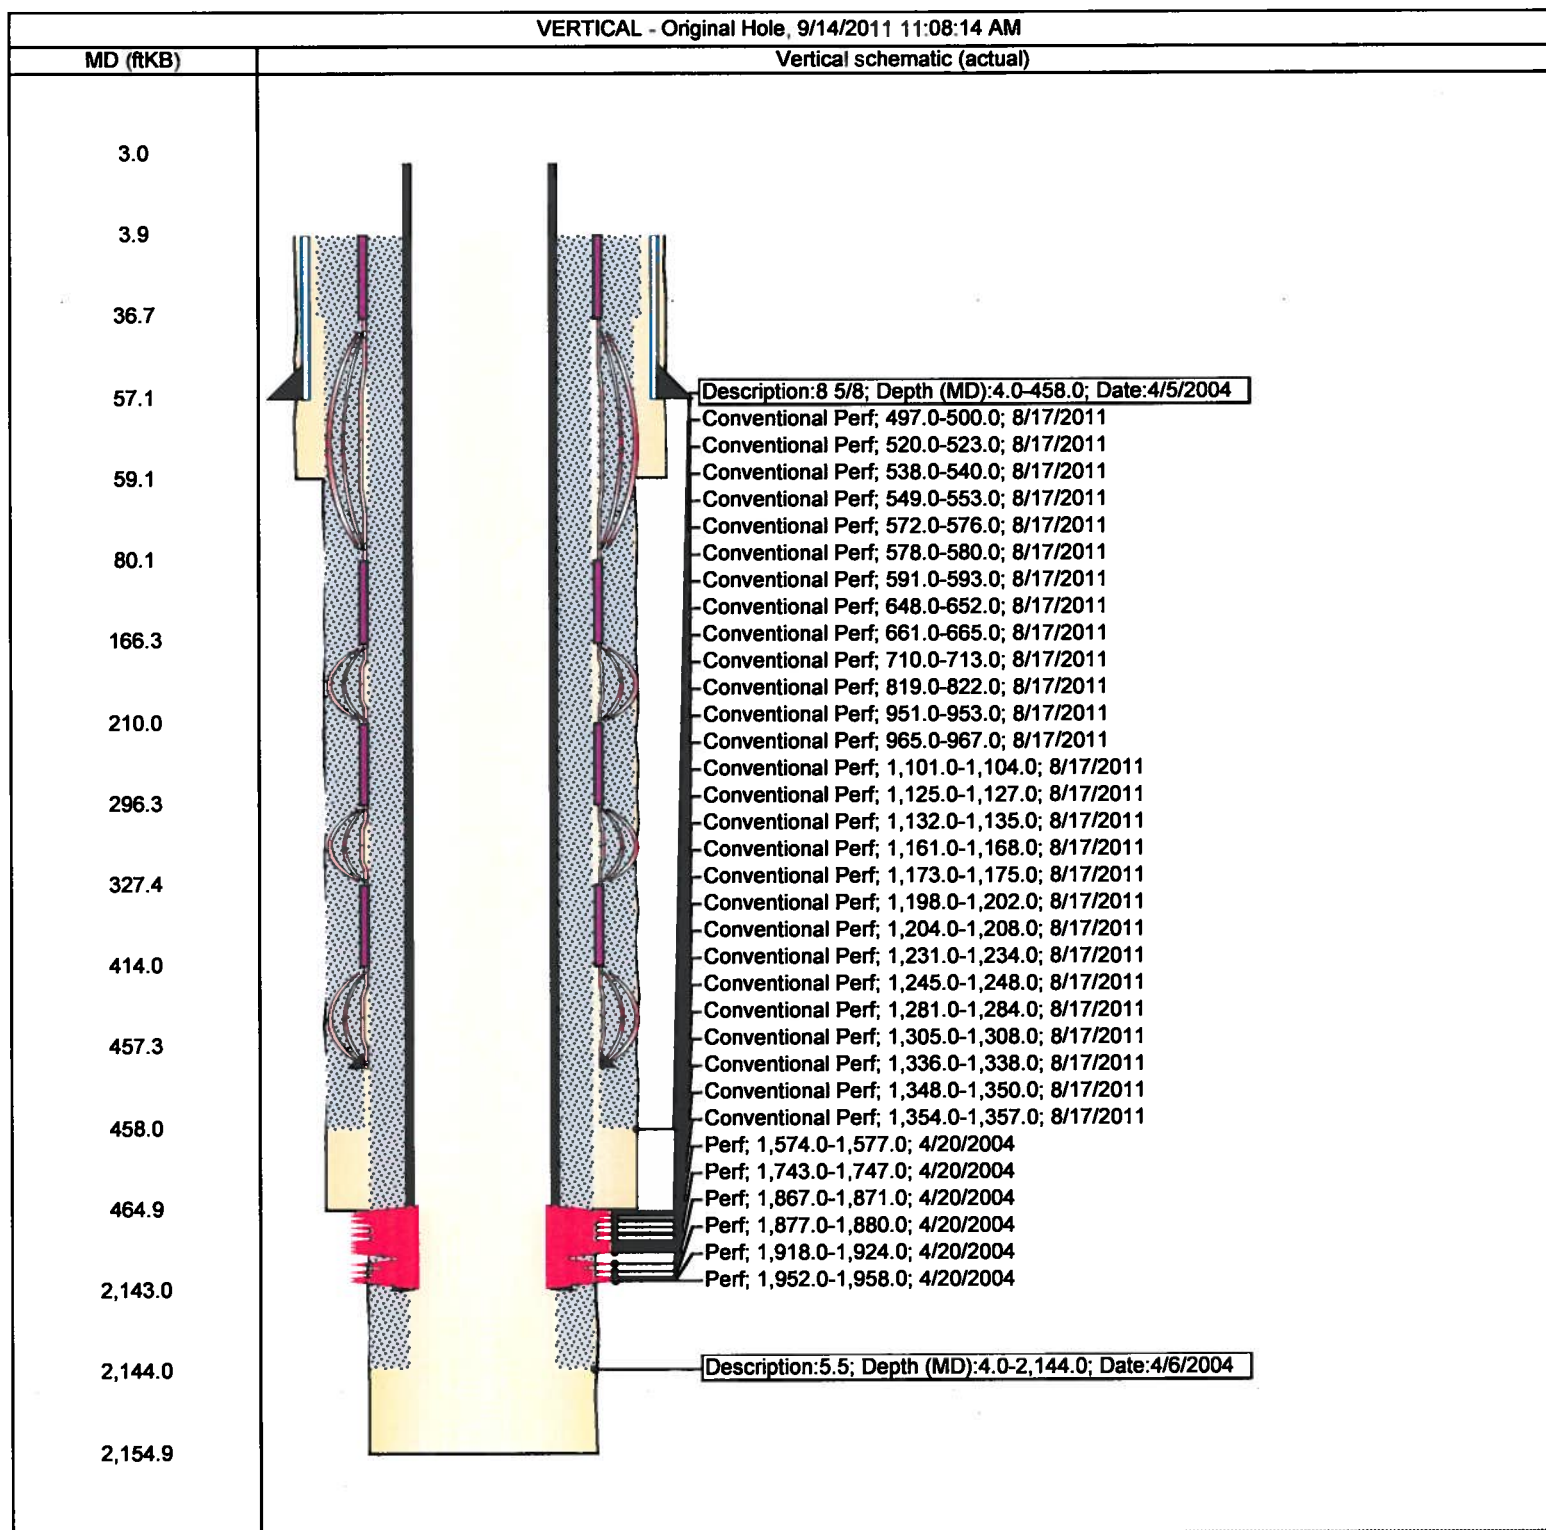 VERTICAL - Original Hole, 9/14/2011 11:08:14 AM
MD (ftKB)
Vertical schematic (actual)
3.0
3.9
36.7
57.1
59.1
80.1
166.3
210.0
296.3
327.4
414.0
457.3
458.0
464.9
2,143.0
2,144.0
2,154.9
Description:8 5/8; Depth (MD):4.0-458.0; Date:4/5/2004
Conventional Perf; 497.0-500.0; 8/17/2011
Conventional Perf; 520.0-523.0; 8/17/2011
Conventional Perf; 538.0-540.0; 8/17/2011
Conventional Perf; 549.0-553.0; 8/17/2011
Conventional Perf; 572.0-576.0; 8/17/2011
Conventional Perf; 578.0-580.0; 8/17/2011
Conventional Perf; 591.0-593.0; 8/17/2011
Conventional Perf; 648.0-652.0; 8/17/2011
Conventional Perf; 661.0-665.0; 8/17/2011
Conventional Perf; 710.0-713.0; 8/17/2011
Conventional Perf; 819.0-822.0; 8/17/2011
Conventional Perf; 951.0-953.0; 8/17/2011
Conventional Perf; 965.0-967.0; 8/17/2011
Conventional Perf; 1,101.0-1,104.0; 8/17/2011
Conventional Perf; 1,125.0-1,127.0; 8/17/2011
Conventional Perf; 1,132.0-1,135.0; 8/17/2011
Conventional Perf; 1,161.0-1,168.0; 8/17/2011
Conventional Perf; 1,173.0-1,175.0; 8/17/2011
Conventional Perf; 1,198.0-1,202.0; 8/17/2011
Conventional Perf; 1,204.0-1,208.0; 8/17/2011
Conventional Perf; 1,231.0-1,234.0; 8/17/2011
Conventional Perf; 1,245.0-1,248.0; 8/17/2011
Conventional Perf; 1,281.0-1,284.0; 8/17/2011
Conventional Perf; 1,305.0-1,308.0; 8/17/2011
Conventional Perf; 1,336.0-1,338.0; 8/17/2011
Conventional Perf; 1,348.0-1,350.0; 8/17/2011
Conventional Perf; 1,354.0-1,357.0; 8/17/2011
Perf; 1,574.0-1,577.0; 4/20/2004
Perf; 1,743.0-1,747.0; 4/20/2004
Perf; 1,867.0-1,871.0; 4/20/2004
Perf; 1,877.0-1,880.0; 4/20/2004
Perf; 1,918.0-1,924.0; 4/20/2004
Perf; 1,952.0-1,958.0; 4/20/2004
Description:5.5; Depth (MD):4.0-2,144.0; Date:4/6/2004